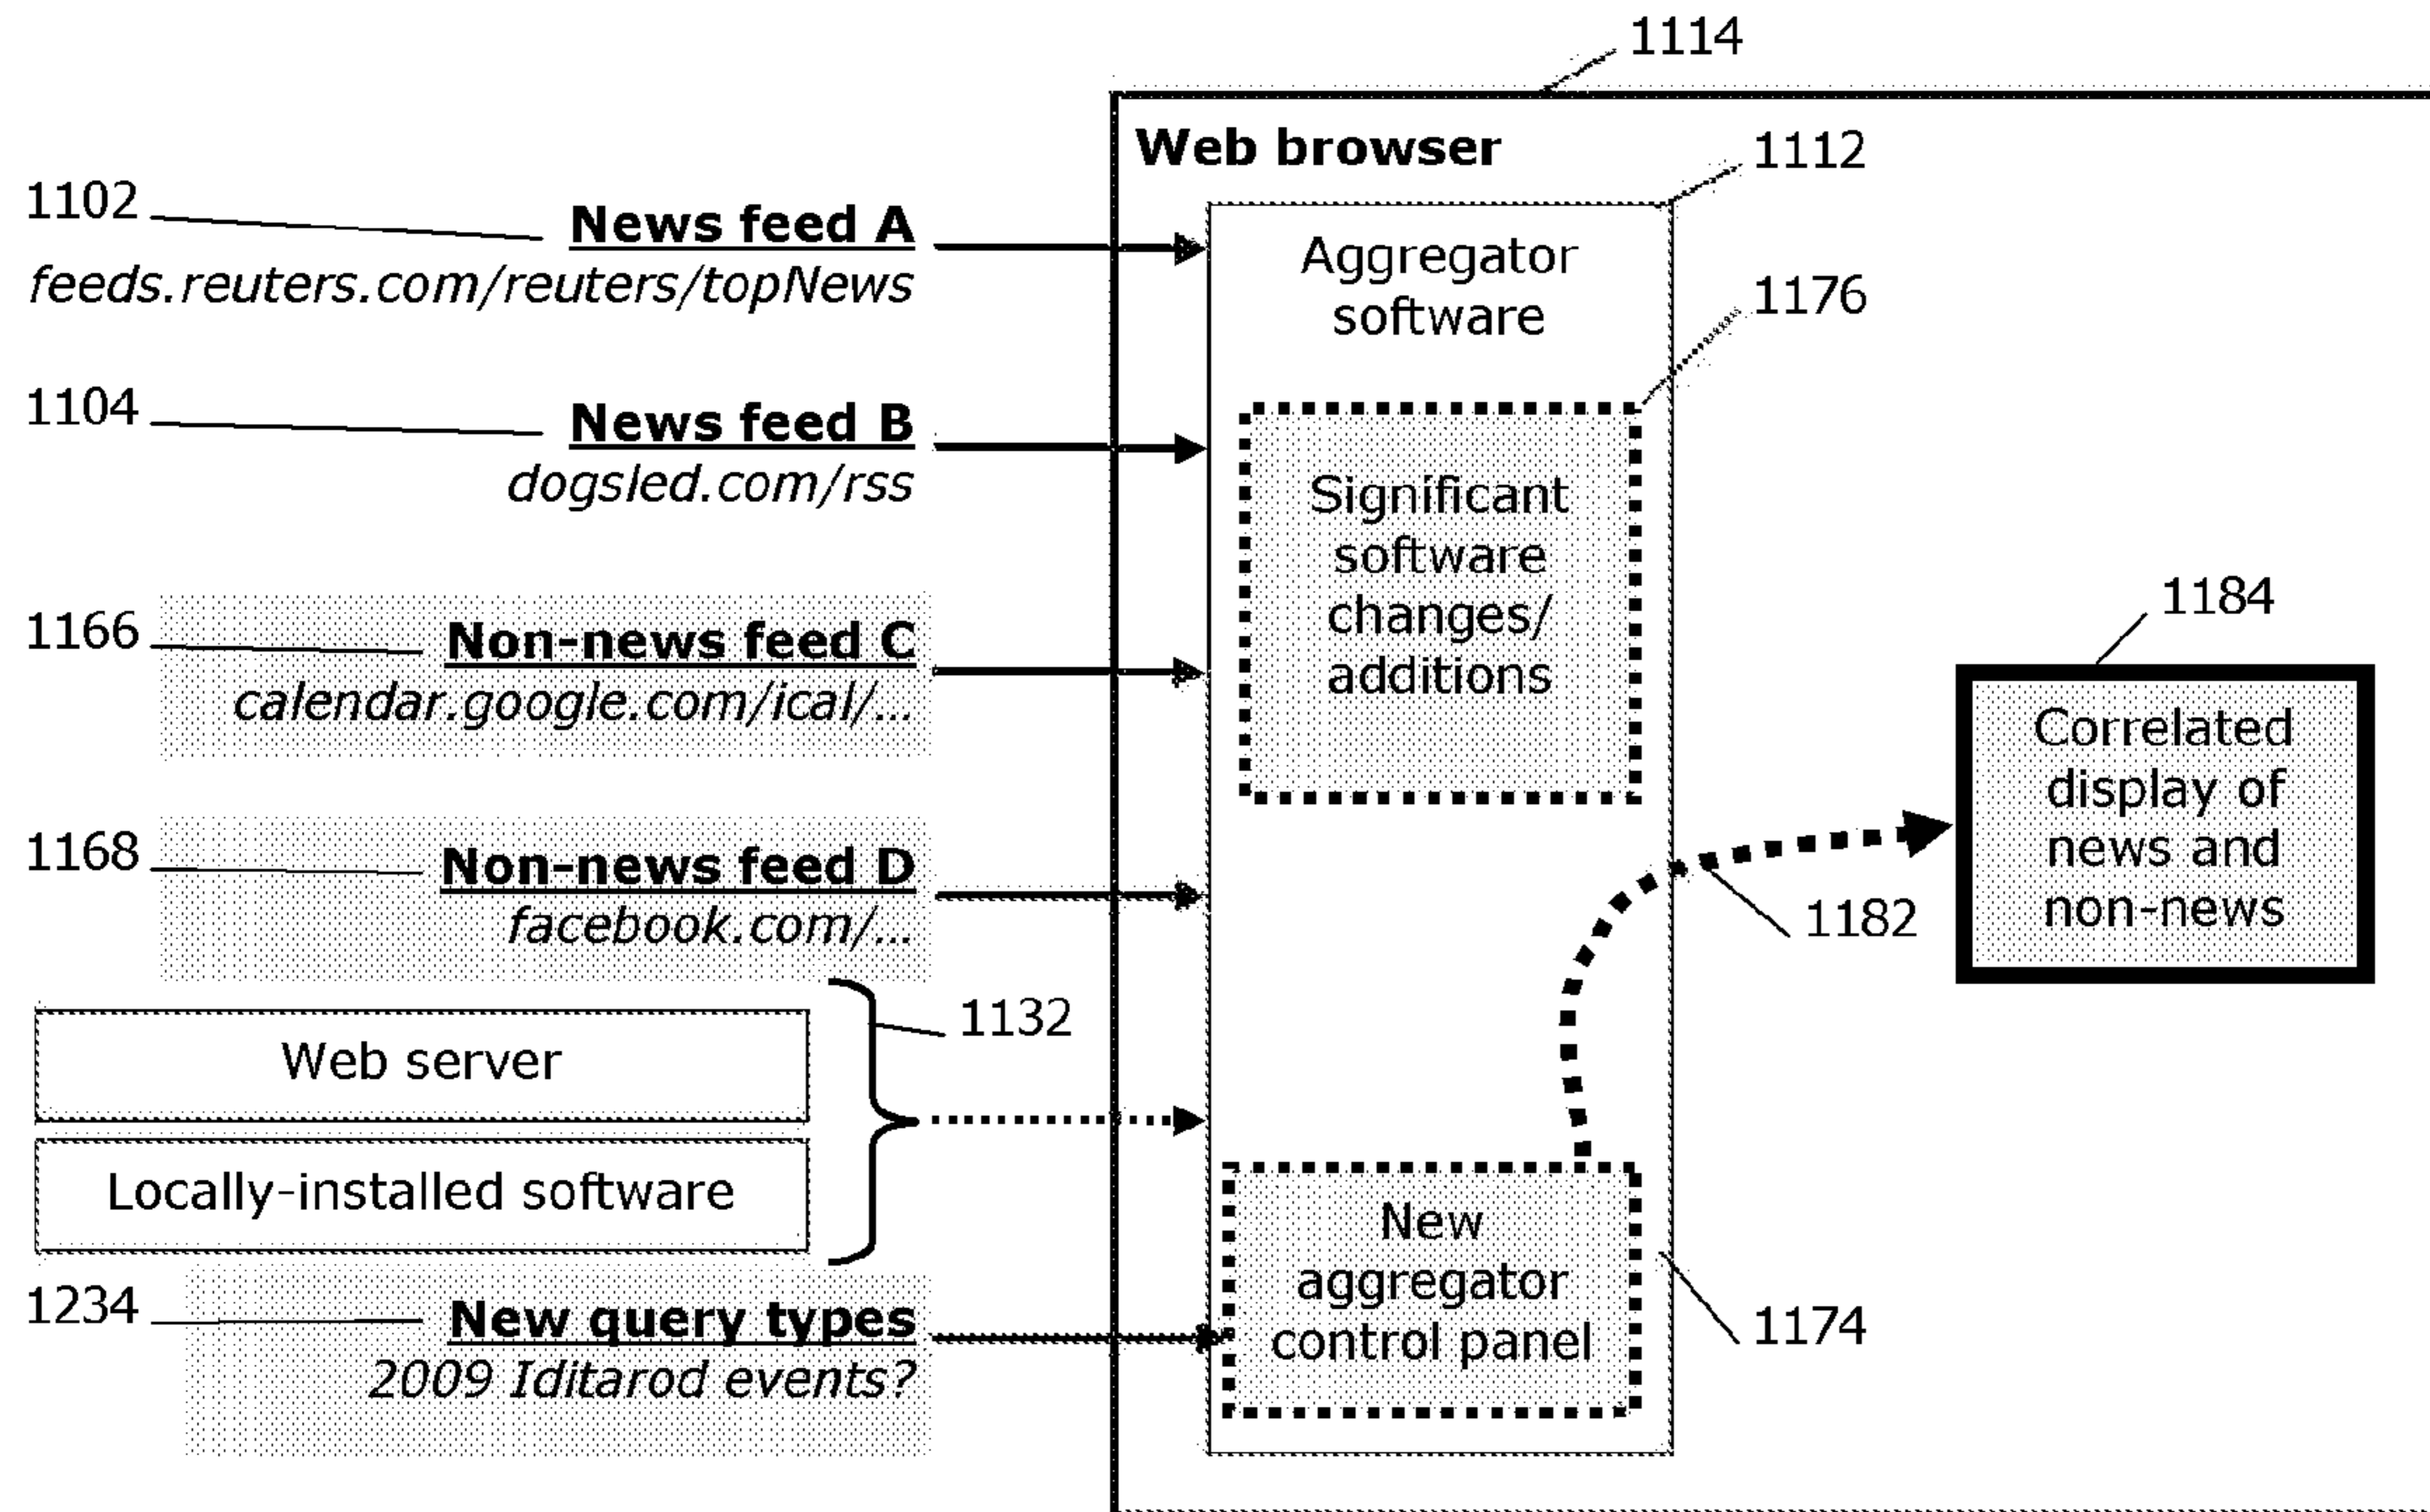 1114
Web browser
1112
1102
News feed A
feeds.reuters.com/reuters/topNews
Aggregator
software
1176
1104
News feed B
dogsled.com/rss
Significant
software
changes/
additions
1166
Non-news feed C
calendar.google.com/ical/...
1184
Correlated
display of
news and
non-news
1168
Non-news feed D
facebook.com/...
1182
1132
Web server
Locally-installed software
New
aggregator
control panel
1174
1234
New query types
2009 Iditarod events?